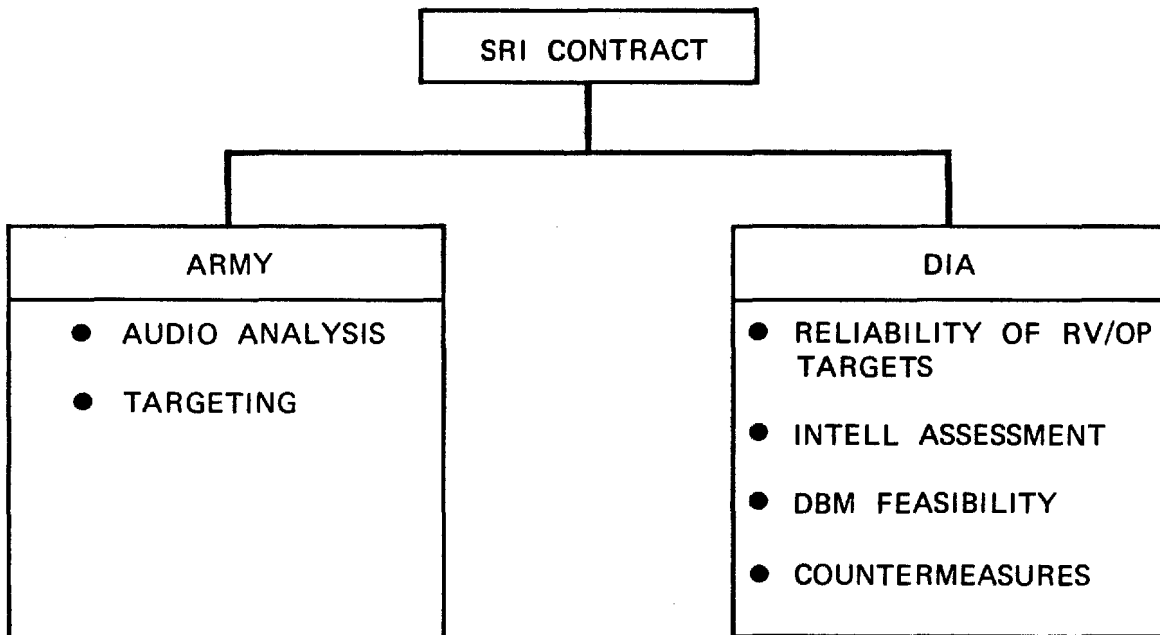 SRI CONTRACT
ARMY
● AUDIO ANALYSIS
● TARGETING
DIA
● RELIABILITY OF RV/OP
TARGETS
● INTELL ASSESSMENT
● DBM FEASIBILITY
● COUNTERMEASURES